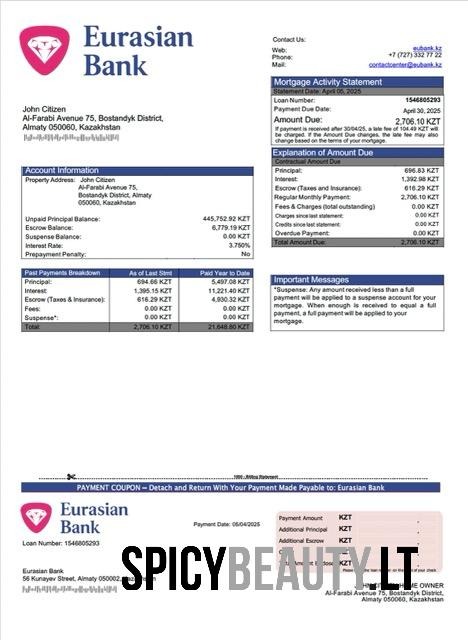 Eurasian
Bank
Contact Us:
Web: eubank.kz
Phone: +7 (727) 332 77 22
Mail: contactcenter@eubank.kz
Mortgage Activity Statement
Statement Date: April 05, 2025
Loan Number: 1546805293
Payment Due Date: April 30, 2025
Amount Due: 2,706.10 KZT
If payment is received after 30/04/25, a late fee of 104.49 KZT will
be charged. If the Amount Due Changes, the late fee may also
change based on the terms of your mortgage.
John Citizen
Al-Farabi Avenue 75, Bostandyk District,
Almaty 050060, Kazakhstan
Explanation of Amount Due
Contractual Amount Due
Principal: 696.83 KZT
Interest: 1,392.98 KZT
Escrow (Taxes and Insurance): 616.29 KZT
Regular Monthly Payment: 2,706.10 KZT
Fees & Charges (total outstanding): 0.00 KZT
Charges since last statement: 0.00 KZT
Credits since last statement: 0.00 KZT
Overdue Payment: 0.00 KZT
Total Amount Due: 2,706.10 KZT
Account Information
Property Address: John Citizen
Al-Farabi Avenue 75,
Bostandyk District, Almaty
050060, Kazakhstan
Unpaid Principal Balance: 445,752.92 KZT
Escrow Balance: 6,779.19 KZT
Suspense Balance: 0.00 KZT
Interest Rate: 3.750%
Prepayment Penalty: No
Past Payments Breakdown As of Last Stmt Paid Year to Date
Principal: 694.66 KZT 5,497.08 KZT
Interest: 1,395.15 KZT 11,221.40 KZT
Escrow (Taxes & Insurance): 616.29 KZT 4,930.32 KZT
Fees: 0.00 KZT 0.00 KZT
Suspense*: 0.00 KZT 0.00 KZT
Total: 2,706.10 KZT 21,648.80 KZT
Important Messages
*Suspense: Any amount received less than a full
payment will be applied to a suspense account for your
mortgage. When enough is received to equal a full
payment, a full payment will be applied to your
mortgage.
1000 - Billing Statement
PAYMENT COUPON – Detach and Return With Your Payment Made Payable to: Eurasian Bank
Eurasian
Bank
Loan Number: 1546805293
Payment Date: 05/04/2025
Payment Amount KZT .
Additional Principal KZT .
Additional Escrow KZT .
Eurasian Bank
56 Kunayev Street, Almaty 050002,
SPICYBEAUTY.LT
HOME OWNER
Al-Farabi Avenue 75, Bostandyk District,
Almaty 050060, Kazakhstan